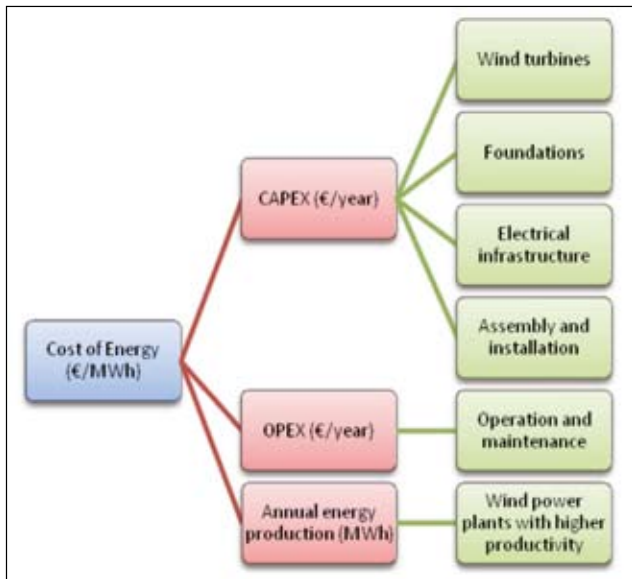 Wind turbines
Foundations
CAPEX (€/year)
Electrical
infrastructure
Assembly and
installation
Cost of Energy
(€/MWh)
OPEX (€/year)
Operation and
maintenance
Annual energy
production (MWh)
Wind power
plants with higher
productivity